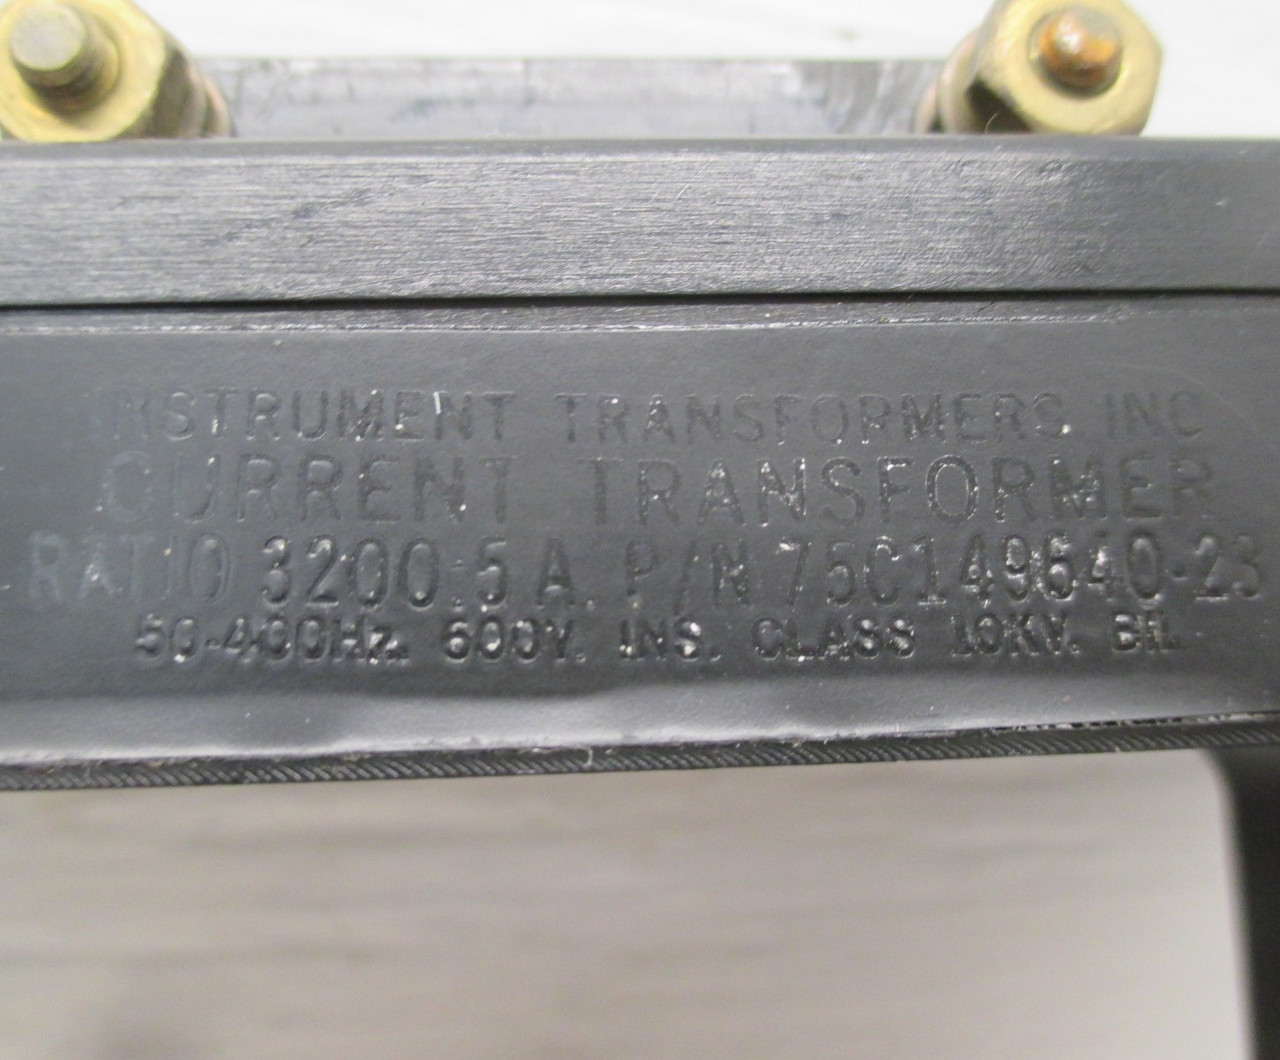 INSTRUMENT TRANSFORMERS INC
CURRENT TRANSFORMER
RATIO 3200:5 A. P/N 75C149640-23
50-400Hz. 600V. INS. CLASS 10KV. BIL